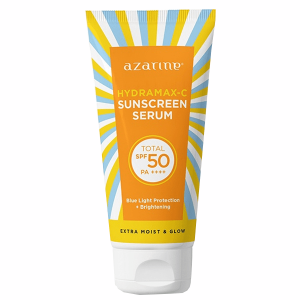 azarine®
HYDRAMAX-C
SUNSCREEN
SERUM
TOTAL
SPF 50
PA ++++
Blue Light Protection
+ Brightening
EXTRA MOIST & GLOW